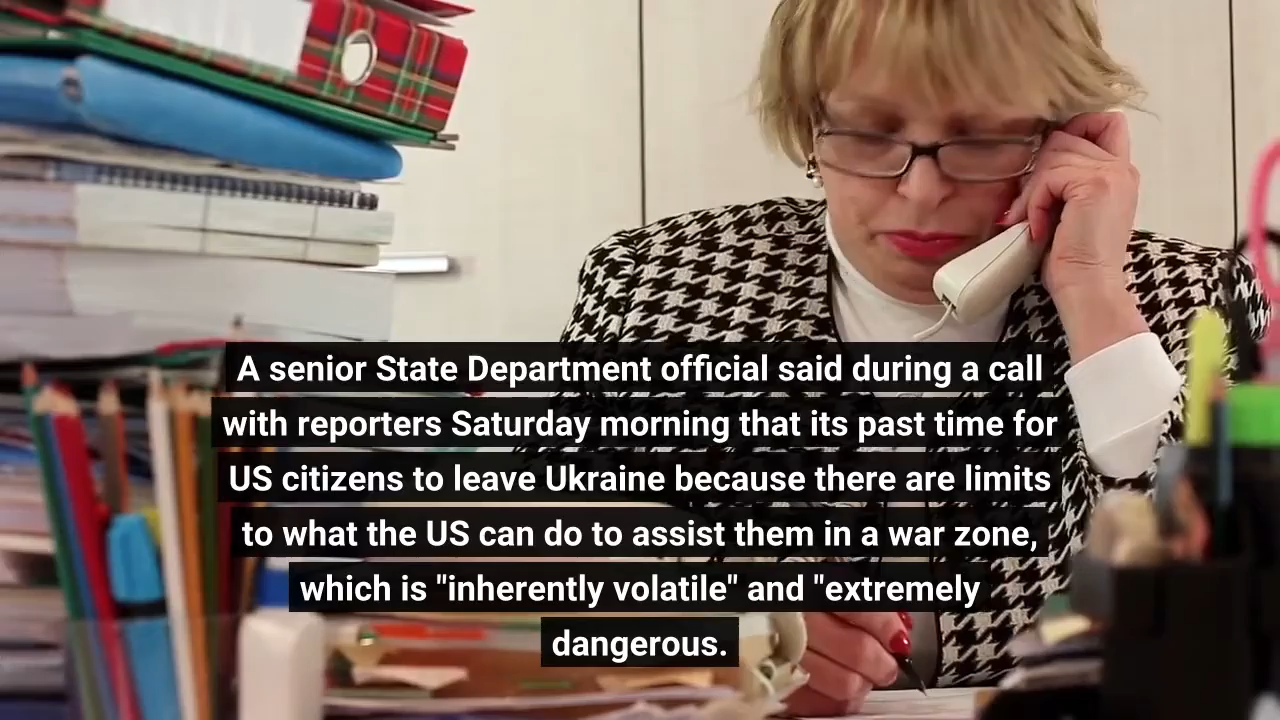 A senior State Department official said during a call
with reporters Saturday morning that its past time for
US citizens to leave Ukraine because there are limits
to what the US can do to assist them in a war zone,
which is "inherently volatile" and "extremely
dangerous.